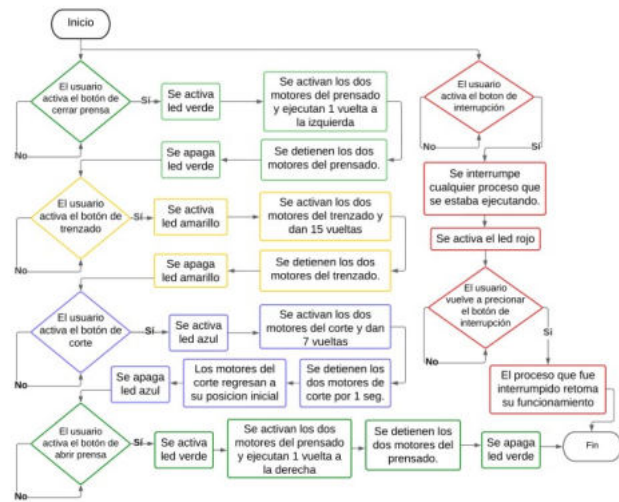 Inicio
El usuario
activa el botón de
cerrar prensa
Sí
No
Se activa
led verde
Se activan los dos
motores del prensado
y ejecutan 1 vuelta a
la izquierda
Se detienen los dos
motores del prensado.
Se apaga
led verde
El usuario
activa el botón de
trenzado
Sí
No
Se activa
led amarillo
Se activan los dos
motores del trenzado y
dan 15 vueltas
Se detienen los dos
motores del trenzado.
Se apaga
led amarillo
El usuario
activa el botón de
corte
Sí
No
Se activa
led azul
Se activan los dos
motores del corte y dan
7 vueltas
Se detienen los
dos motores de
corte por 1 seg.
Los motores del
corte regresan a
su posicion inicial
Se apaga
led azul
El usuario
activa el botón de
abrir prensa
Sí
No
Se activa
led verde
Se activan los dos
motores del prensado
y ejecutan 1 vuelta a
la derecha
Se detienen los
dos motores del
prensado.
Se apaga
led verde
El usuario
activa el boton de
interrupción
No
Sí
Se interrumpe
cualquier proceso que
se estaba ejecutando.
Se activa el led rojo
El usuario
vuelve a precionar
el botón de
interrupción
No
Sí
El proceso que fue
interrumpido retoma
su funcionamiento
Fin